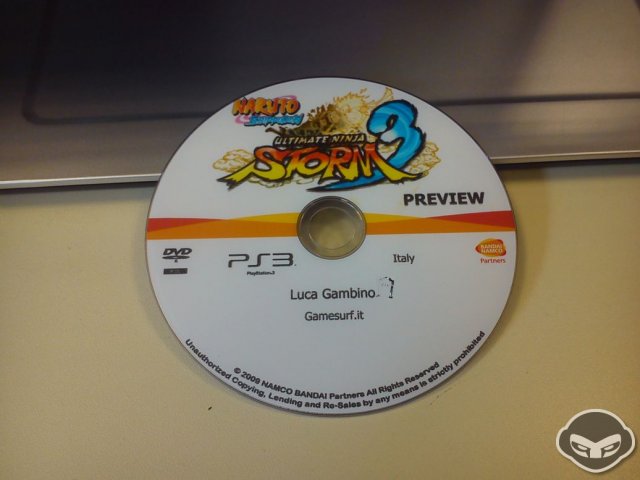 NARUTO
SHIPPUDEN
ULTIMATE NINJA
STORM 3
PREVIEW
DVD
PS3
PlayStation 3
Italy
BANDAI
NAMCO
Partners
Luca Gambino
Gamesurf.it
© 2009 NAMCO BANDAI Partners All Rights Reserved
Unauthorized Copying, Lending and Re-Sales by any means is strictly prohibited